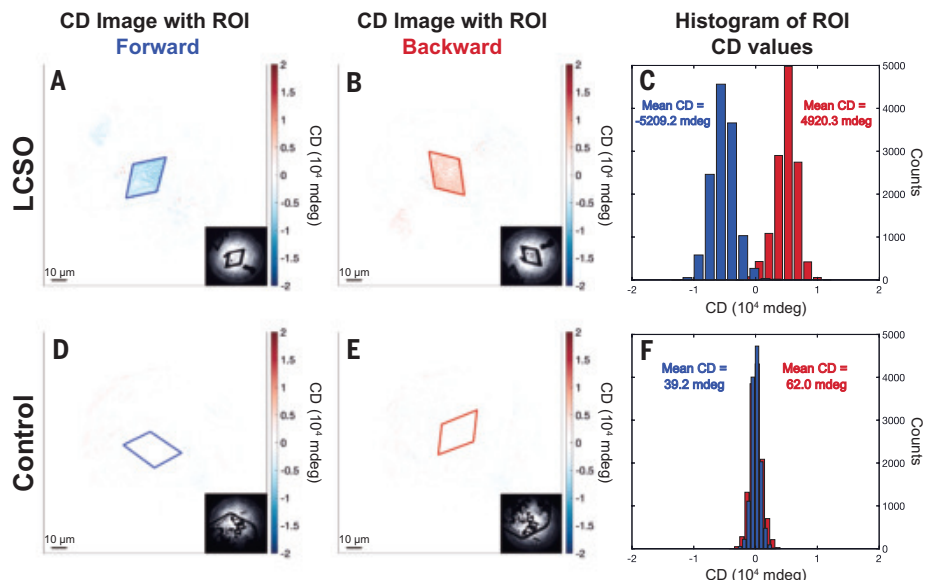 CD Image with ROI
Forward
CD Image with ROI
Backward
Histogram of ROI
CD values
LCSO
A
2
1.5
1
0.5
0
-0.5
-1
-1.5
-2
CD (10⁴ mdeg)
10 µm
B
2
1.5
1
0.5
0
-0.5
-1
-1.5
-2
CD (10⁴ mdeg)
10 µm
C
Mean CD =
-5209.2 mdeg
Mean CD =
4920.3 mdeg
5000
4000
3000
2000
1000
0
Counts
-2 -1 0 1 2
CD (10⁴ mdeg)
Control
D
2
1.5
1
0.5
0
-0.5
-1
-1.5
-2
CD (10⁴ mdeg)
10 µm
E
2
1.5
1
0.5
0
-0.5
-1
-1.5
-2
CD (10⁴ mdeg)
10 µm
F
Mean CD =
39.2 mdeg
Mean CD =
62.0 mdeg
5000
4000
3000
2000
1000
0
Counts
-2 -1 0 1 2
CD (10⁴ mdeg)